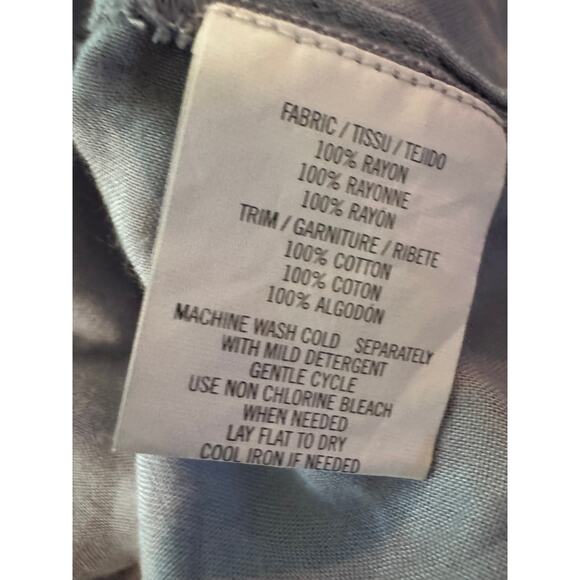 FABRIC / TISSU / TEJIDO
100% RAYON
100% RAYONNE
100% RAYÓN
TRIM / GARNITURE / RIBETE
100% COTTON
100% COTON
100% ALGODÓN
MACHINE WASH COLD SEPARATELY
WITH MILD DETERGENT
GENTLE CYCLE
USE NON CHLORINE BLEACH
WHEN NEEDED
LAY FLAT TO DRY
COOL IRON IF NEEDED